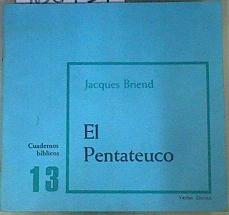 Jacques Briend
El
Pentateuco
Cuadernos
bíblicos
13
Verbo Divino